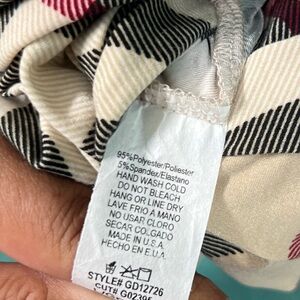 95% Polyester/Poliester
5% Spandex/Elastano
HAND WASH COLD
DO NOT BLEACH
HANG OR LINE DRY
LAVE FRIO A MANO
NO USAR CLORO
SECAR COLGADO
MADE IN U.S.A
HECHO EN E.U.A.
STYLE# GD12726
CUT#